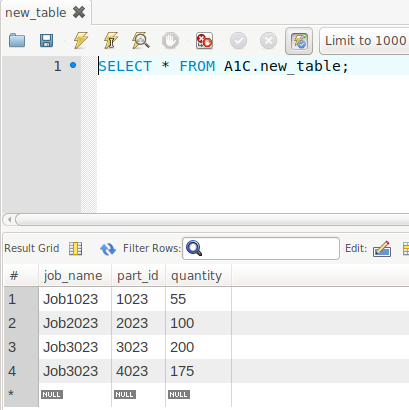 new_table
Limit to 1000
1 SELECT * FROM A1C.new_table;
Result Grid Filter Rows: Edit:
# job_name part_id quantity
1 Job1023 1023 55
2 Job2023 2023 100
3 Job3023 3023 200
4 Job3023 4023 175
* NULL NULL NULL